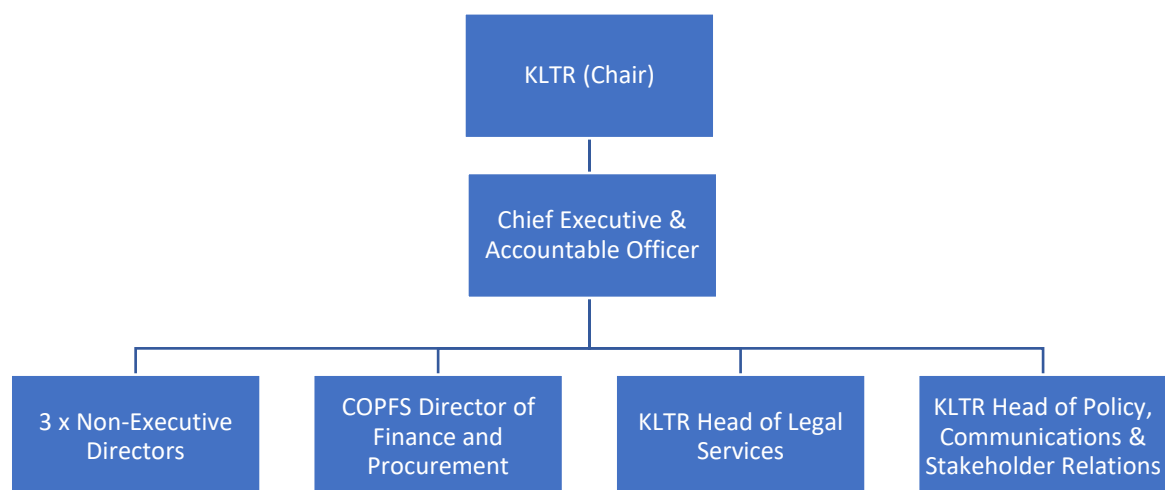 KLTR (Chair)
Chief Executive &
Accountable Officer
3 x Non-Executive
Directors
COPFS Director of
Finance and
Procurement
KLTR Head of Legal
Services
KLTR Head of Policy,
Communications &
Stakeholder Relations